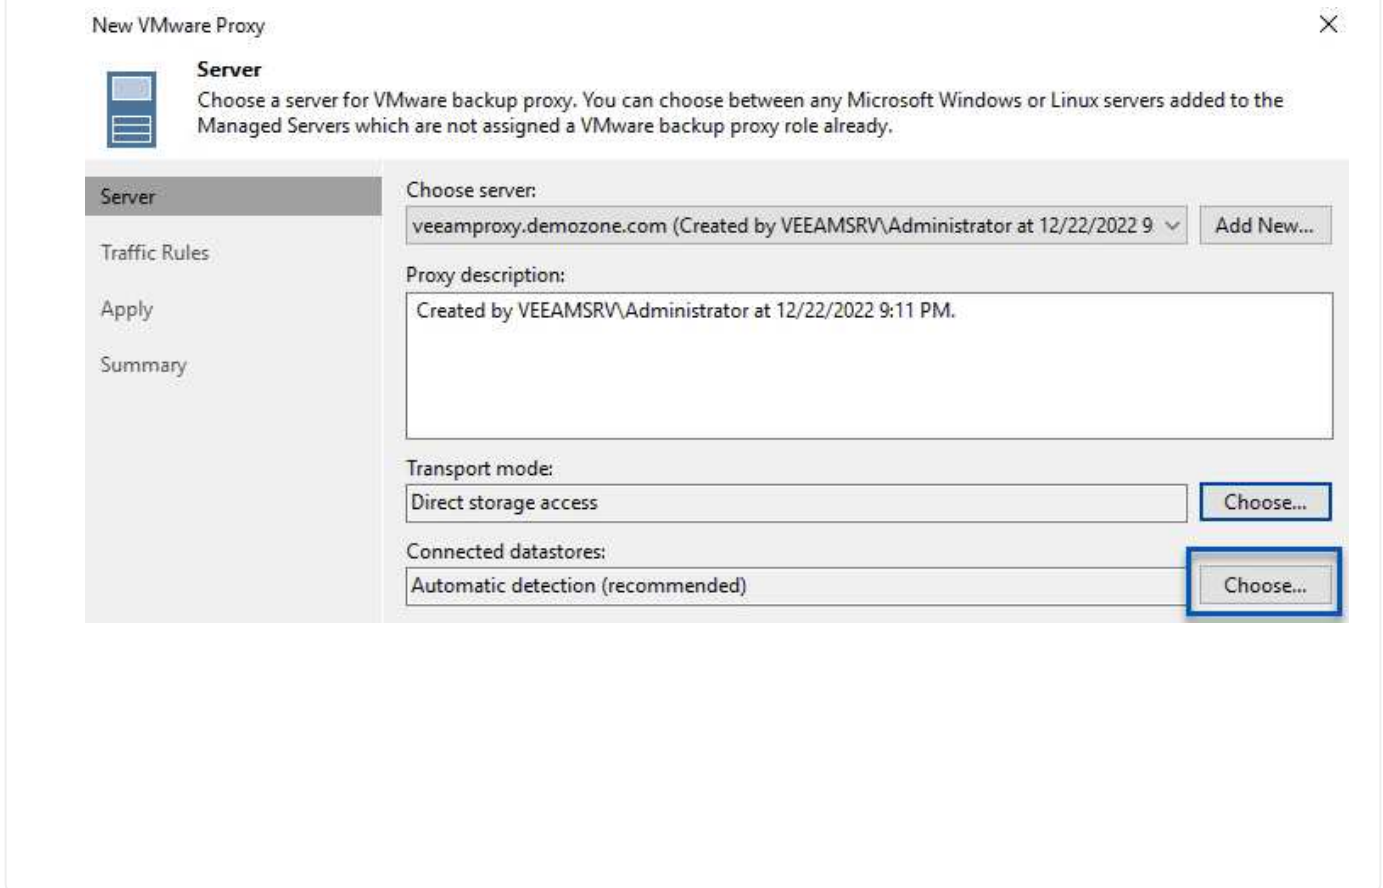 New VMware Proxy
Server
Choose a server for VMware backup proxy. You can choose between any Microsoft Windows or Linux servers added to the
Managed Servers which are not assigned a VMware backup proxy role already.
Server
Traffic Rules
Apply
Summary
Choose server:
veeamproxy.demozone.com (Created by VEEAMSRV\Administrator at 12/22/2022 9
Add New...
Proxy description:
Created by VEEAMSRV\Administrator at 12/22/2022 9:11 PM.
Transport mode:
Direct storage access
Choose...
Connected datastores:
Automatic detection (recommended)
Choose...